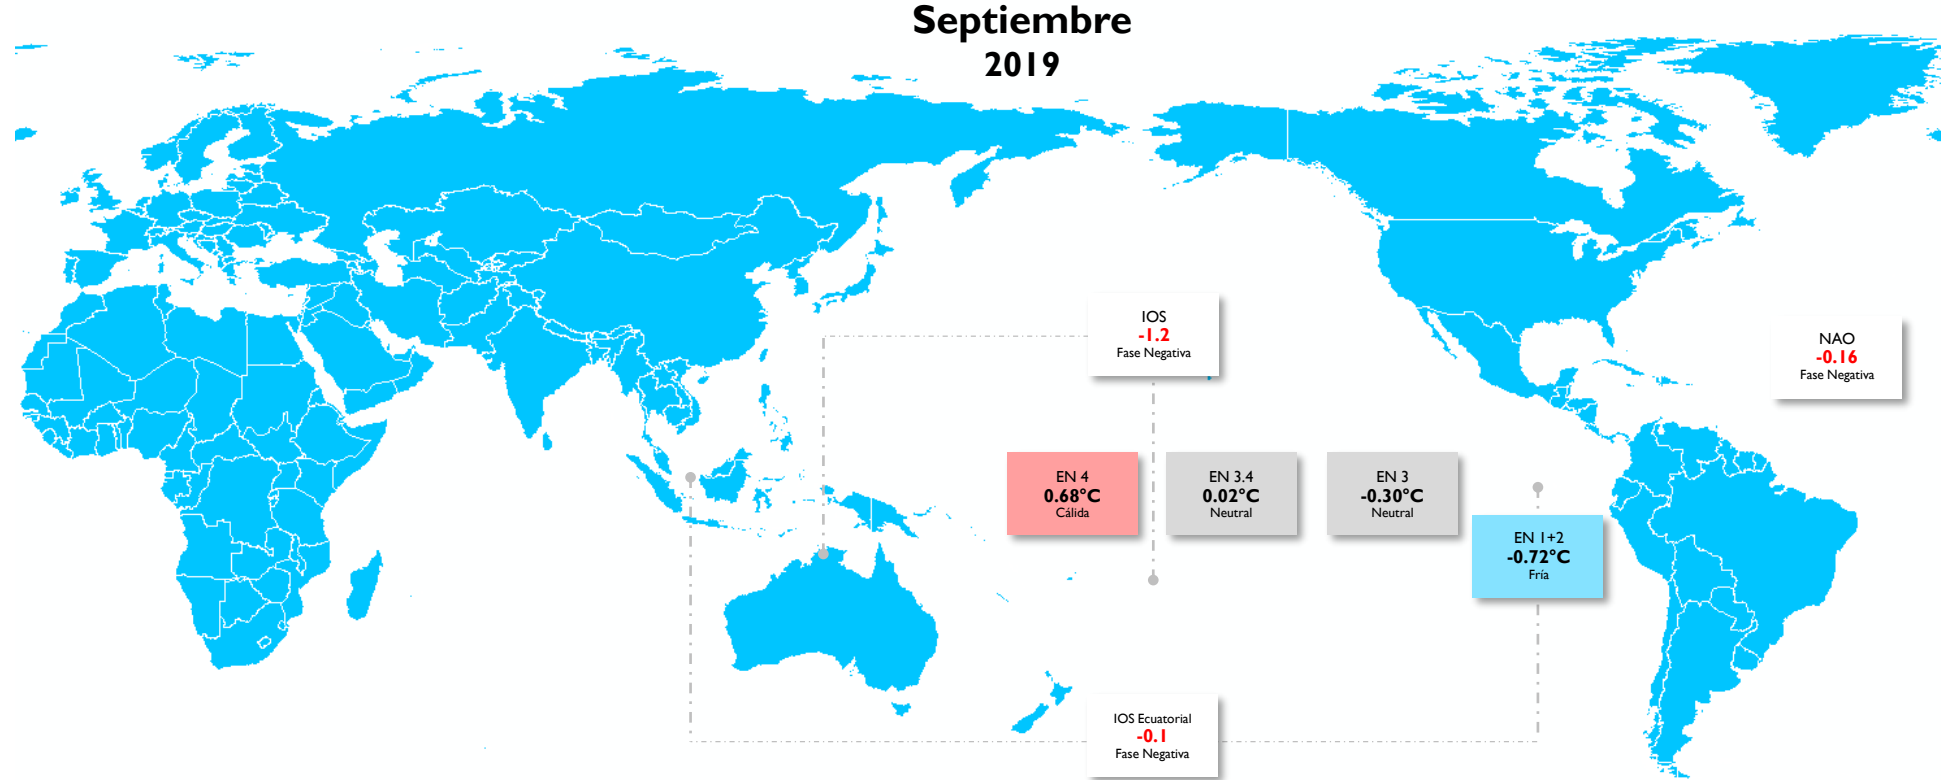 Septiembre
2019
IOS
-1.2
Fase Negativa
NAO
-0.16
Fase Negativa
EN 4
0.68°C
Cálida
EN 3.4
0.02°C
Neutral
EN 3
-0.30°C
Neutral
EN 1+2
-0.72°C
Fría
IOS Ecuatorial
-0.1
Fase Negativa